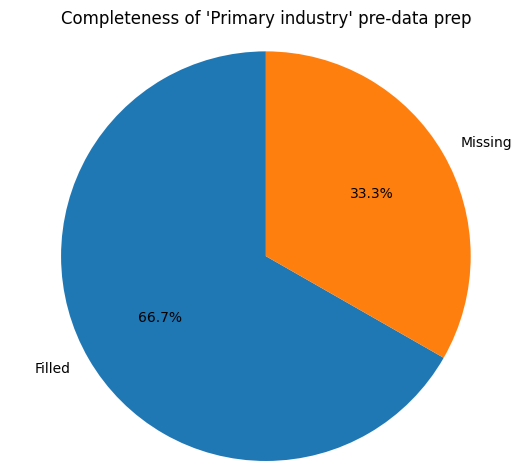 Completeness of 'Primary industry' pre-data prep
Missing
33.3%
66.7%
Filled